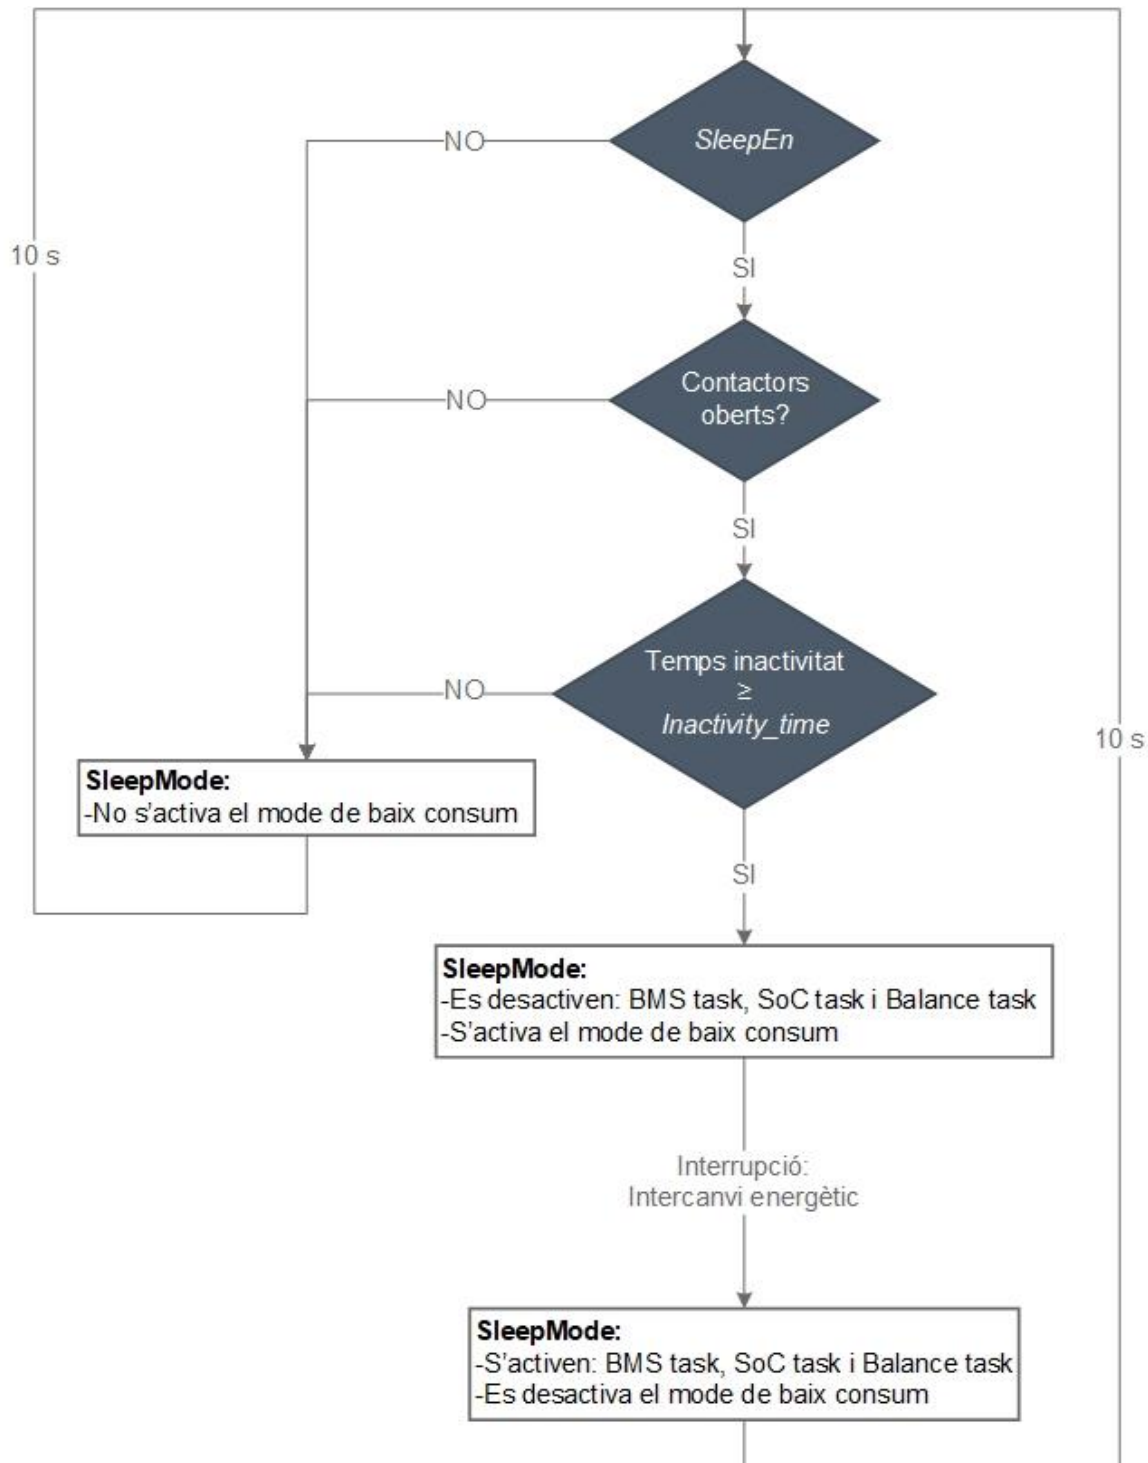 SleepEn
NO
10 s
SI
Contactors
oberts?
NO
SI
Temps inactivitat
≥
Inactivity_time
NO
10 s
SleepMode:
-No s'activa el mode de baix consum
SI
SleepMode:
-Es desactiven: BMS task, SoC task i Balance task
-S'activa el mode de baix consum
Interrupció:
Intercanvi energètic
SleepMode:
-S'activen: BMS task, SoC task i Balance task
-Es desactiva el mode de baix consum